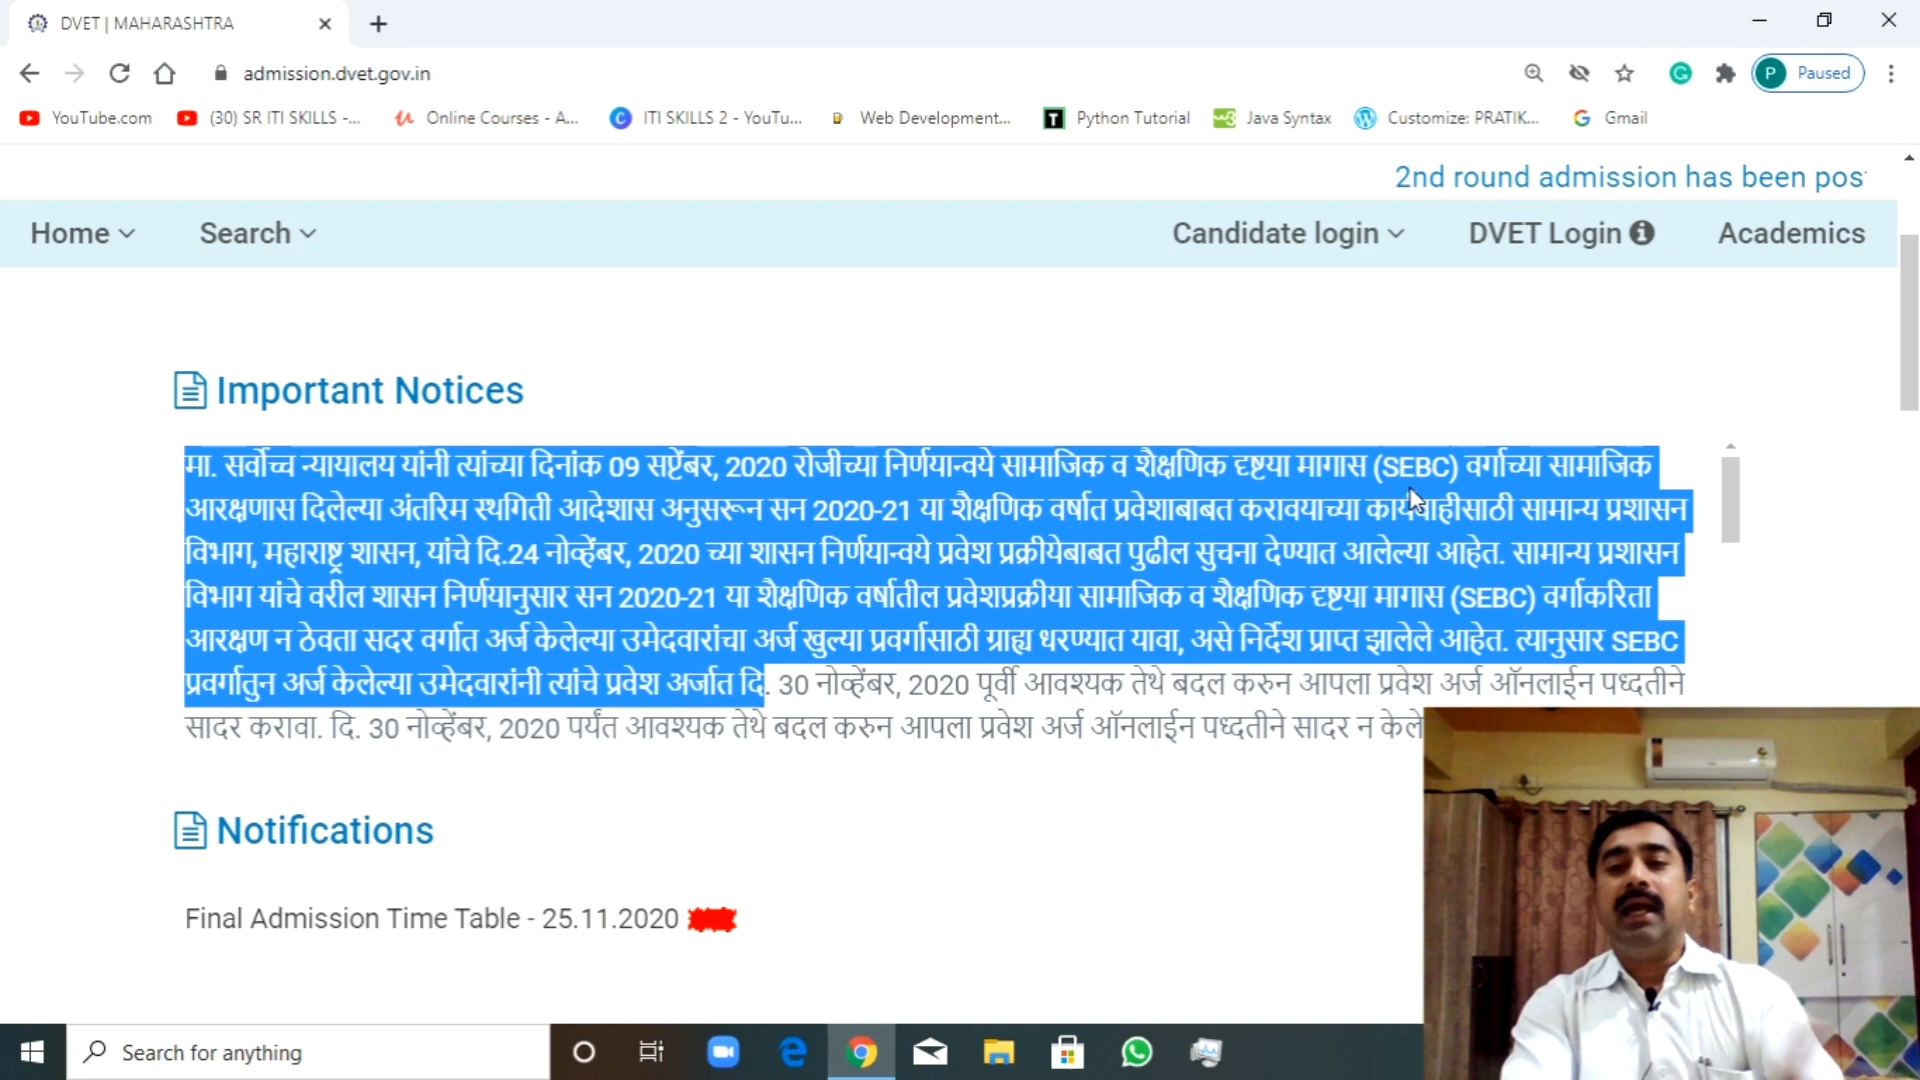 DVET | MAHARASHTRA
admission.dvet.gov.in
Paused
YouTube.com
(30) SR ITI SKILLS -...
Online Courses - A...
ITI SKILLS 2 - YouTu...
Web Development...
Python Tutorial
Java Syntax
Customize: PRATIK...
Gmail
2nd round admission has been pos
Home
Search
Candidate login
DVET Login
Academics
Important Notices
मा. सर्वोच्च न्यायालय यांनी त्यांच्या दिनांक 09 सप्टेंबर, 2020 रोजीच्या निर्णयान्वये सामाजिक व शैक्षणिक दृष्टया मागास (SEBC) वर्गाच्या सामाजिक
आरक्षणास दिलेल्या अंतरिम स्थगिती आदेशास अनुसरून सन 2020-21 या शैक्षणिक वर्षात प्रवेशाबाबत करावयाच्या कार्यवाहीसाठी सामान्य प्रशासन
विभाग, महाराष्ट्र शासन, यांचे दि.24 नोव्हेंबर, 2020 च्या शासन निर्णयान्वये प्रवेश प्रक्रीयेबाबत पुढील सुचना देण्यात आलेल्या आहेत. सामान्य प्रशासन
विभाग यांचे वरील शासन निर्णयानुसार सन 2020-21 या शैक्षणिक वर्षातील प्रवेशप्रक्रीया सामाजिक व शैक्षणिक दृष्टया मागास (SEBC) वर्गाकरिता
आरक्षण न ठेवता सदर वर्गात अर्ज केलेल्या उमेदवारांचा अर्ज खुल्या प्रवर्गासाठी ग्राह्य धरण्यात यावा, असे निर्देश प्राप्त झालेले आहेत. त्यानुसार SEBC
प्रवर्गातुन अर्ज केलेल्या उमेदवारांनी त्यांचे प्रवेश अर्जात दि. 30 नोव्हेंबर, 2020 पूर्वी आवश्यक तेथे बदल करुन आपला प्रवेश अर्ज ऑनलाईन पध्दतीने
सादर करावा. दि. 30 नोव्हेंबर, 2020 पर्यंत आवश्यक तेथे बदल करुन आपला प्रवेश अर्ज ऑनलाईन पध्दतीने सादर न केले
Notifications
Final Admission Time Table - 25.11.2020
Search for anything